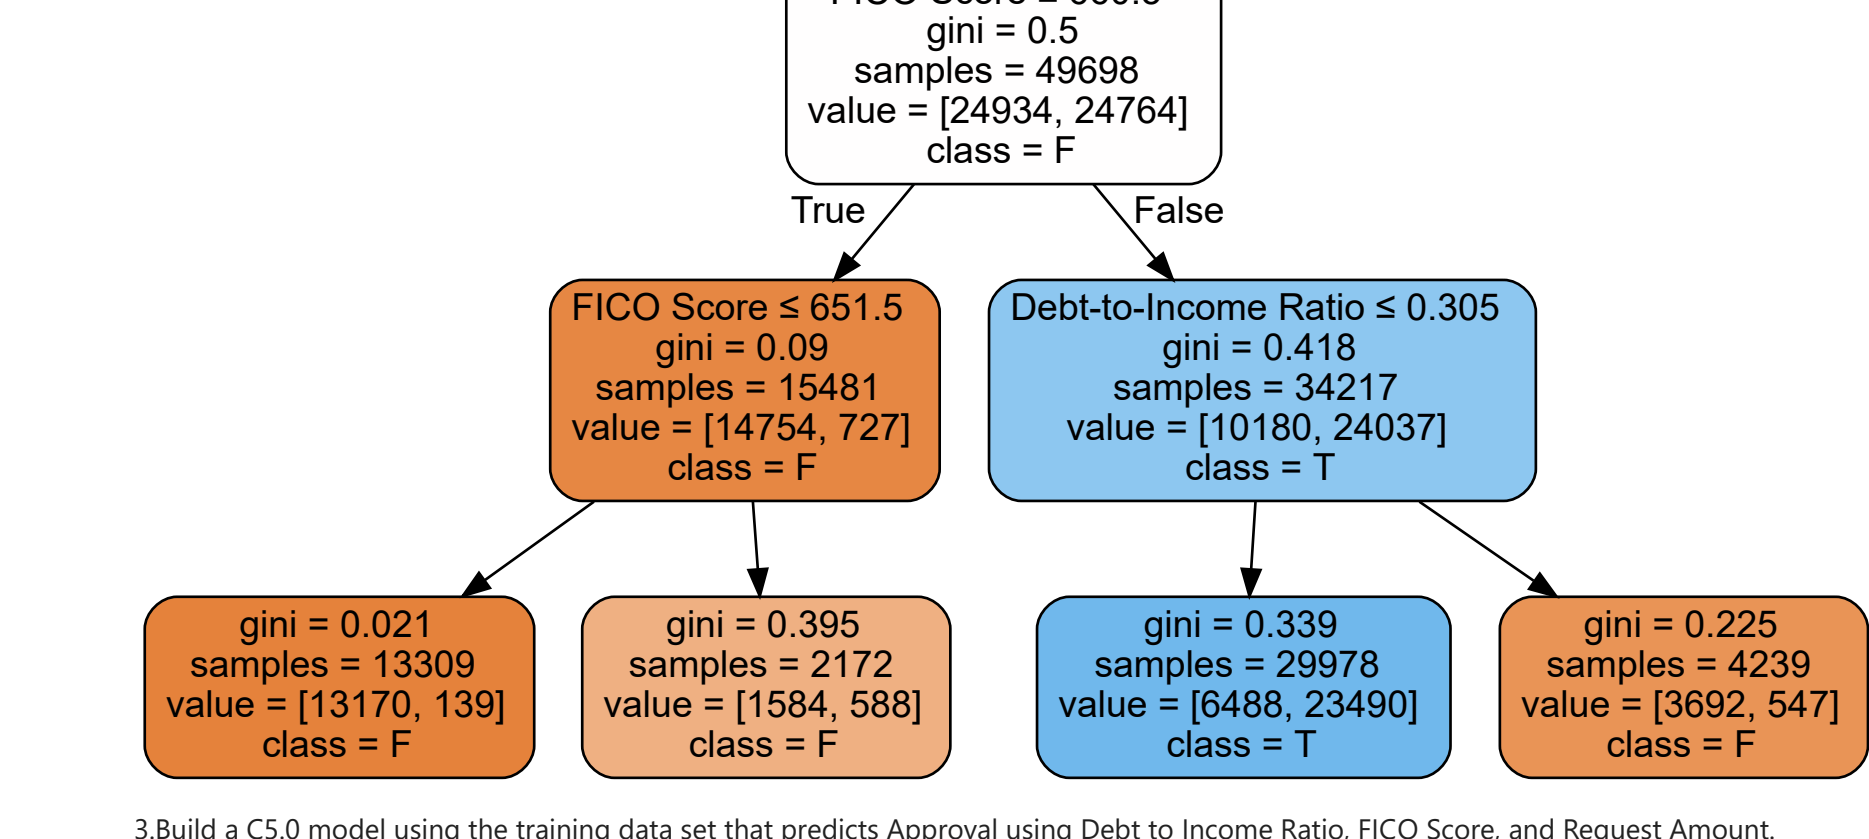 gini = 0.5
samples = 49698
value = [24934, 24764]
class = F
True
False
FICO Score ≤ 651.5
gini = 0.09
samples = 15481
value = [14754, 727]
class = F
Debt-to-Income Ratio ≤ 0.305
gini = 0.418
samples = 34217
value = [10180, 24037]
class = T
gini = 0.021
samples = 13309
value = [13170, 139]
class = F
gini = 0.395
samples = 2172
value = [1584, 588]
class = F
gini = 0.339
samples = 29978
value = [6488, 23490]
class = T
gini = 0.225
samples = 4239
value = [3692, 547]
class = F
3.Build a C5.0 model using the training data set that predicts Approval using Debt to Income Ratio, FICO Score, and Request Amount.